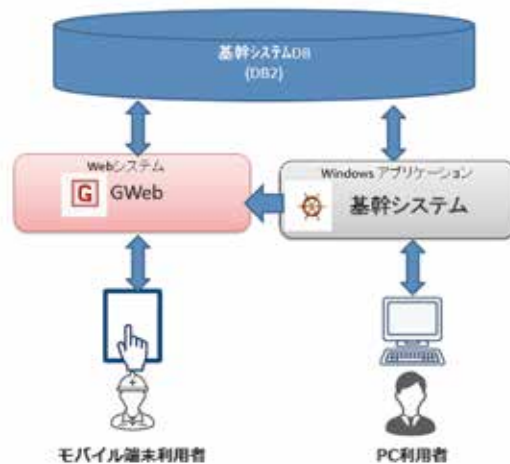 基幹システムDB
(DB2)
Webシステム
G GWeb
Windows アプリケーション
基幹システム
モバイル端末利用者
PC利用者